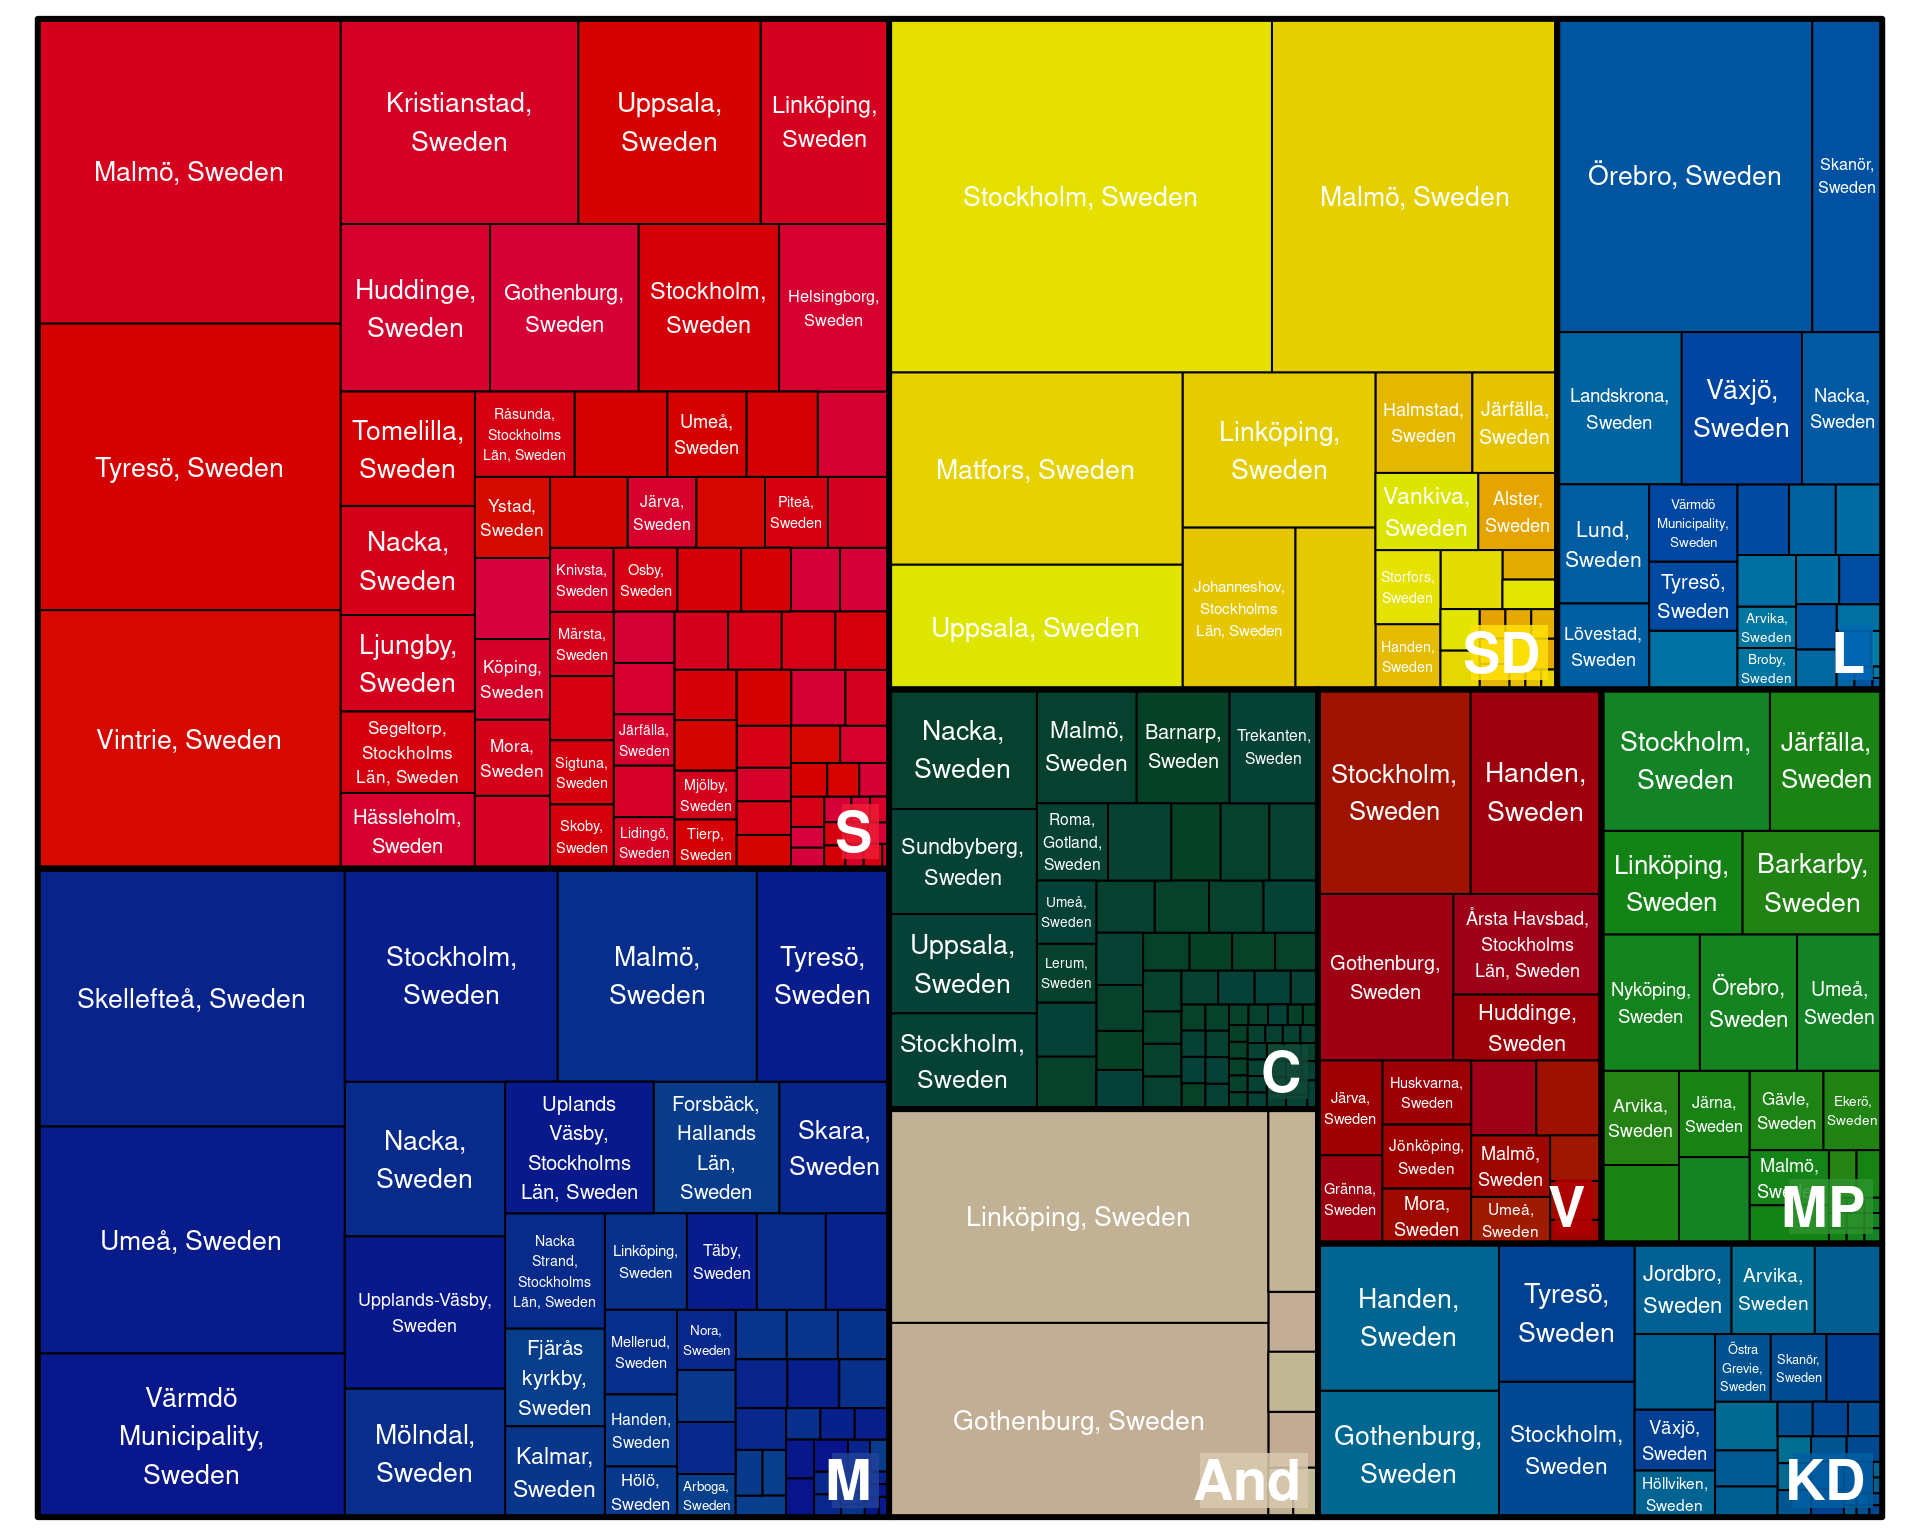 Malmö, Sweden
Tyresö, Sweden
Vintrie, Sweden
Kristianstad,
Sweden
Uppsala,
Sweden
Linköping,
Sweden
Huddinge,
Sweden
Gothenburg,
Sweden
Stockholm,
Sweden
Helsingborg,
Sweden
Tomelilla,
Sweden
Nacka,
Sweden
Ljungby,
Sweden
Segeltorp,
Stockholms
Län, Sweden
Hässleholm,
Sweden
Råsunda,
Stockholms
Län, Sweden
Umeå,
Sweden
Ystad,
Sweden
Järva,
Sweden
Piteå,
Sweden
Köping,
Sweden
Mora,
Sweden
Knivsta,
Sweden
Osby,
Sweden
Märsta,
Sweden
Sigtuna,
Sweden
Skoby,
Sweden
Järfälla,
Sweden
Lidingö,
Sweden
Mjölby,
Sweden
Tierp,
Sweden
S
Stockholm, Sweden
Malmö, Sweden
Matfors, Sweden
Uppsala, Sweden
Linköping,
Sweden
Johanneshov,
Stockholms
Län, Sweden
Halmstad,
Sweden
Järfälla,
Sweden
Vankiva,
Sweden
Alster,
Sweden
Storfors,
Sweden
Handen,
Sweden
SD
Örebro, Sweden
Skanör,
Sweden
Landskrona,
Sweden
Växjö,
Sweden
Nacka,
Sweden
Lund,
Sweden
Lövestad,
Sweden
Värmdö
Municipality,
Sweden
Tyresö,
Sweden
Arvika,
Sweden
Broby,
Sweden
L
Skellefteå, Sweden
Umeå, Sweden
Värmdö
Municipality,
Sweden
Stockholm,
Sweden
Malmö,
Sweden
Tyresö,
Sweden
Nacka,
Sweden
Upplands-Väsby,
Sweden
Mölndal,
Sweden
Uplands
Väsby,
Stockholms
Län, Sweden
Forsbäck,
Hallands
Län,
Sweden
Skara,
Sweden
Nacka
Strand,
Stockholms
Län, Sweden
Fjärås
kyrkby,
Sweden
Kalmar,
Sweden
Linköping,
Sweden
Täby,
Sweden
Mellerud,
Sweden
Handen,
Sweden
Hölö,
Sweden
Nora,
Sweden
Arboga,
Sweden
M
Nacka,
Sweden
Sundbyberg,
Sweden
Uppsala,
Sweden
Stockholm,
Sweden
Malmö,
Sweden
Barnarp,
Sweden
Trekanten,
Sweden
Roma,
Gotland,
Sweden
Umeå,
Sweden
Lerum,
Sweden
C
Linköping, Sweden
Gothenburg, Sweden
And
Stockholm,
Sweden
Handen,
Sweden
Gothenburg,
Sweden
Årsta Havsbad,
Stockholms
Län, Sweden
Huddinge,
Sweden
Järva,
Sweden
Gränna,
Sweden
Huskvarna,
Sweden
Jönköping,
Sweden
Mora,
Sweden
Malmö,
Sweden
Umeå,
Sweden
V
Stockholm,
Sweden
Järfälla,
Sweden
Linköping,
Sweden
Barkarby,
Sweden
Nyköping,
Sweden
Örebro,
Sweden
Umeå,
Sweden
Arvika,
Sweden
Järna,
Sweden
Gävle,
Sweden
Ekerö,
Sweden
Malmö,
Sweden
MP
Handen,
Sweden
Gothenburg,
Sweden
Tyresö,
Sweden
Stockholm,
Sweden
Jordbro,
Sweden
Arvika,
Sweden
Östra
Grevie,
Sweden
Skanör,
Sweden
Växjö,
Sweden
Höllviken,
Sweden
KD